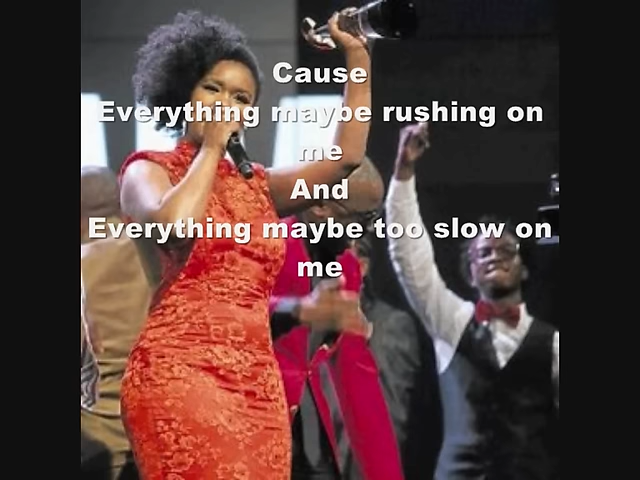 Cause
Everything maybe rushing on
me
And
Everything maybe too slow on
me